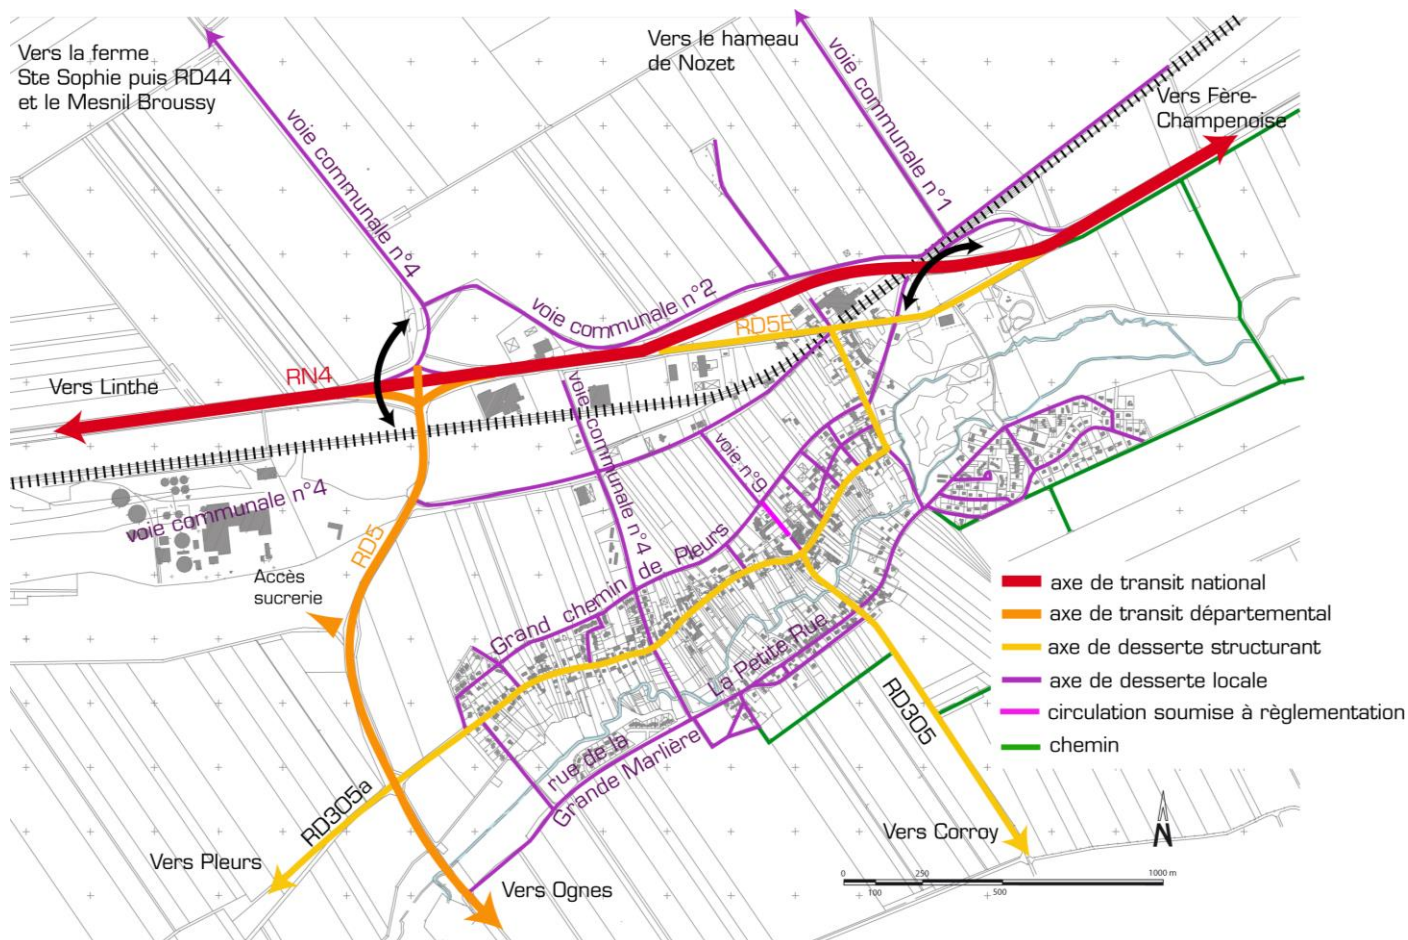 Vers la ferme
Ste Sophie puis RD44
et le Mesnil Broussy
Vers le hameau
de Nozet
voie communale n°1
Vers Fère-
Champenoise
voie communale n°4
voie communale n°2
RD5E
RN4
Vers Linthe
voie communale n°4
voie n°9
voie communale n°4
RD5
Accès
sucrerie
Grand chemin de Pleurs
La Petite Rue
rue de la
Grande Marlière
RD305
RD305a
Vers Pleurs
Vers Ognes
Vers Corroy
axe de transit national
axe de transit départemental
axe de desserte structurant
axe de desserte locale
circulation soumise à règlementation
chemin
N
0 250 1000 m
100 500